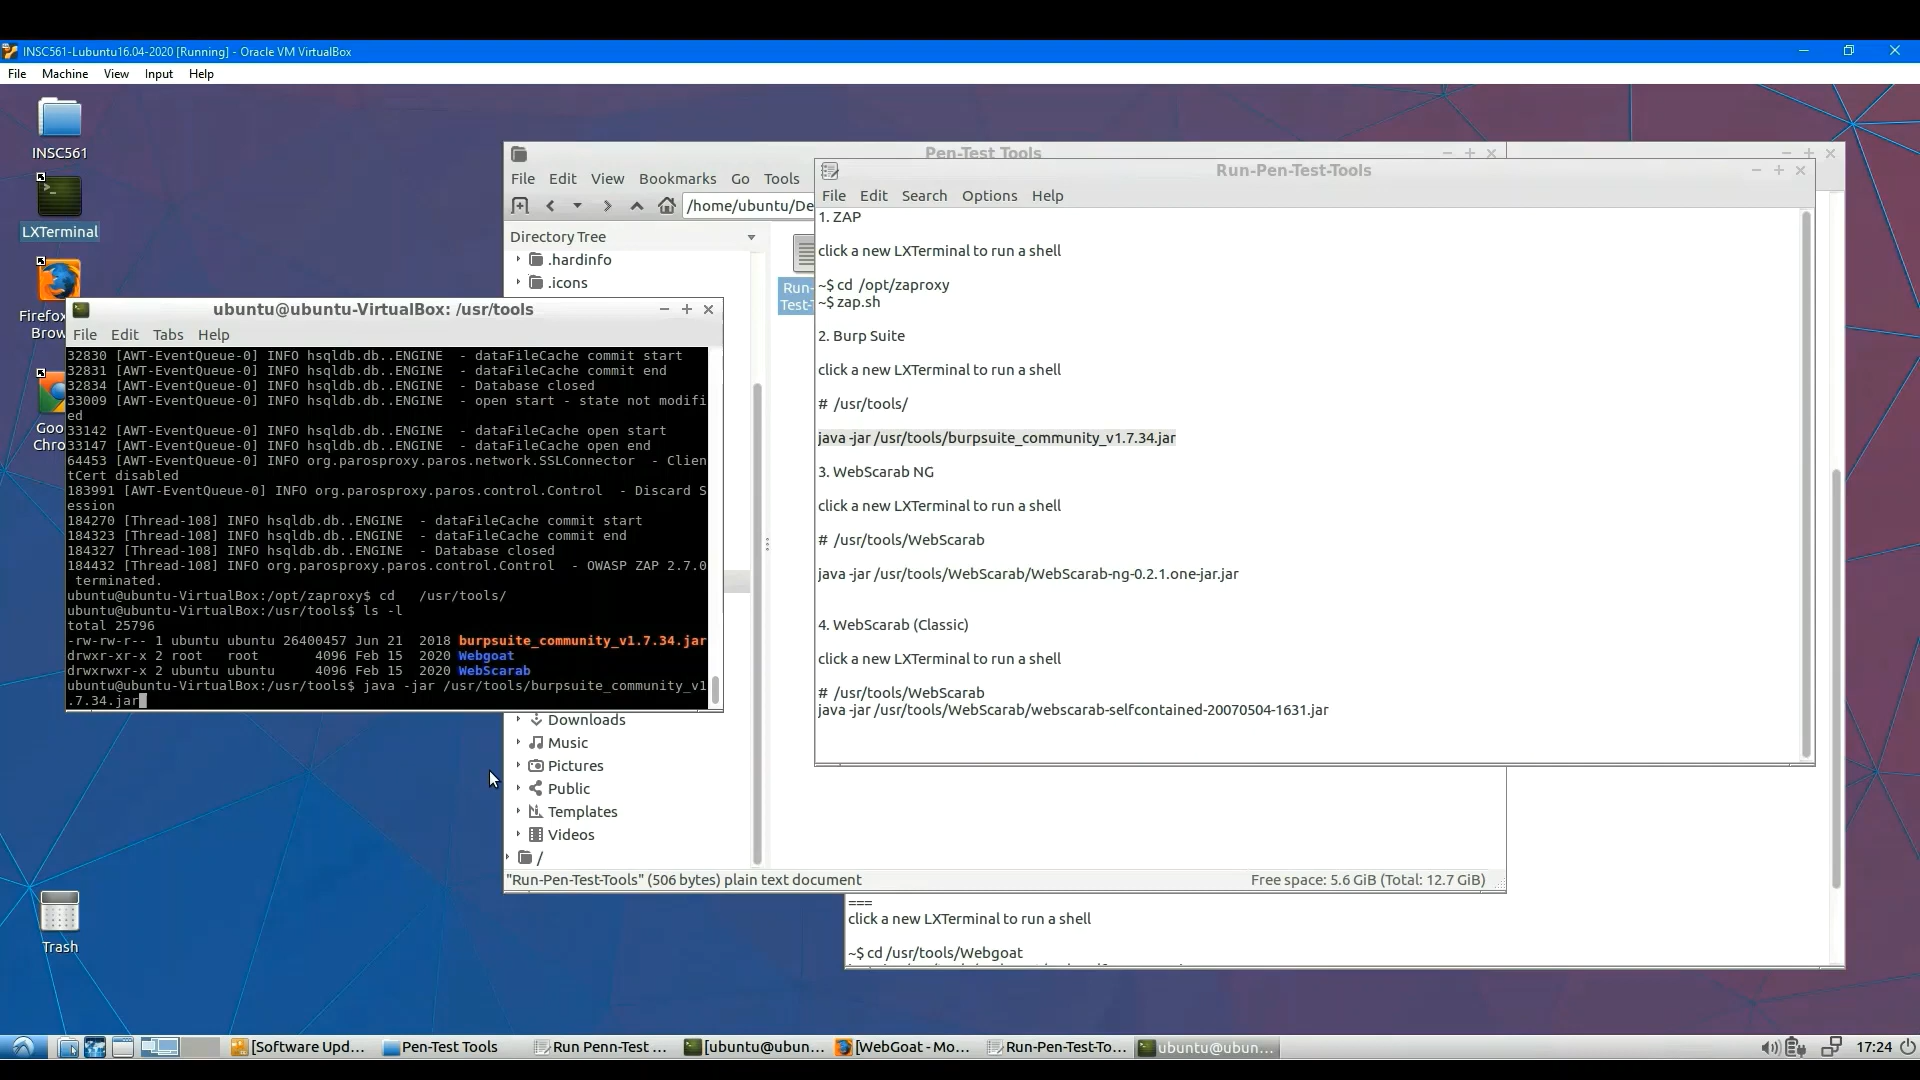 INSC561-Lubuntu16.04-2020 [Running] - Oracle VM VirtualBox
File Machine View Input Help
INSC561
LXTerminal
Firefox
Brow
Goo
Chro
Trash
Pen-Test Tools
File Edit View Bookmarks Go Tools
/home/ubuntu/De
Directory Tree
.hardinfo
.icons
Downloads
Music
Pictures
Public
Templates
Videos
/
Run-
Test-
"Run-Pen-Test-Tools" (506 bytes) plain text document
Free space: 5.6 GiB (Total: 12.7 GiB)
ubuntu@ubuntu-VirtualBox: /usr/tools
File Edit Tabs Help
32830 [AWT-EventQueue-0] INFO hsqldb.db..ENGINE  - dataFileCache commit start
32831 [AWT-EventQueue-0] INFO hsqldb.db..ENGINE  - dataFileCache commit end
32834 [AWT-EventQueue-0] INFO hsqldb.db..ENGINE  - Database closed
33009 [AWT-EventQueue-0] INFO hsqldb.db..ENGINE  - open start - state not modifi
ed
33142 [AWT-EventQueue-0] INFO hsqldb.db..ENGINE  - dataFileCache open start
33147 [AWT-EventQueue-0] INFO hsqldb.db..ENGINE  - dataFileCache open end
64453 [AWT-EventQueue-0] INFO org.parosproxy.paros.network.SSLConnector  - Clien
tCert disabled
183991 [AWT-EventQueue-0] INFO org.parosproxy.paros.control.Control  - Discard S
ession
184270 [Thread-108] INFO hsqldb.db..ENGINE  - dataFileCache commit start
184323 [Thread-108] INFO hsqldb.db..ENGINE  - dataFileCache commit end
184327 [Thread-108] INFO hsqldb.db..ENGINE  - Database closed
184432 [Thread-108] INFO org.parosproxy.paros.control.Control  - OWASP ZAP 2.7.0
 terminated.
ubuntu@ubuntu-VirtualBox:/opt/zaproxy$ cd   /usr/tools/
ubuntu@ubuntu-VirtualBox:/usr/tools$ ls -l
total 25796
-rw-rw-r-- 1 ubuntu ubuntu 26400457 Jun 21  2018 burpsuite_community_v1.7.34.jar
drwxr-xr-x 2 root   root       4096 Feb 15  2020 Webgoat
drwxrwxr-x 2 ubuntu ubuntu     4096 Feb 15  2020 WebScarab
ubuntu@ubuntu-VirtualBox:/usr/tools$ java -jar /usr/tools/burpsuite_community_v1
.7.34.jar
Run-Pen-Test-Tools
File Edit Search Options Help
1. ZAP
click a new LXTerminal to run a shell
~$ cd /opt/zaproxy
~$ zap.sh
2. Burp Suite
click a new LXTerminal to run a shell
# /usr/tools/
java -jar /usr/tools/burpsuite_community_v1.7.34.jar
3. WebScarab NG
click a new LXTerminal to run a shell
# /usr/tools/WebScarab
java -jar /usr/tools/WebScarab/WebScarab-ng-0.2.1.one-jar.jar
4. WebScarab (Classic)
click a new LXTerminal to run a shell
# /usr/tools/WebScarab
java -jar /usr/tools/WebScarab/webscarab-selfcontained-20070504-1631.jar
===
click a new LXTerminal to run a shell
~$ cd /usr/tools/Webgoat
[Software Upd... Pen-Test Tools Run Penn-Test ... [ubuntu@ubun... [WebGoat - Mo... Run-Pen-Test-To... ubuntu@ubun... 17:24